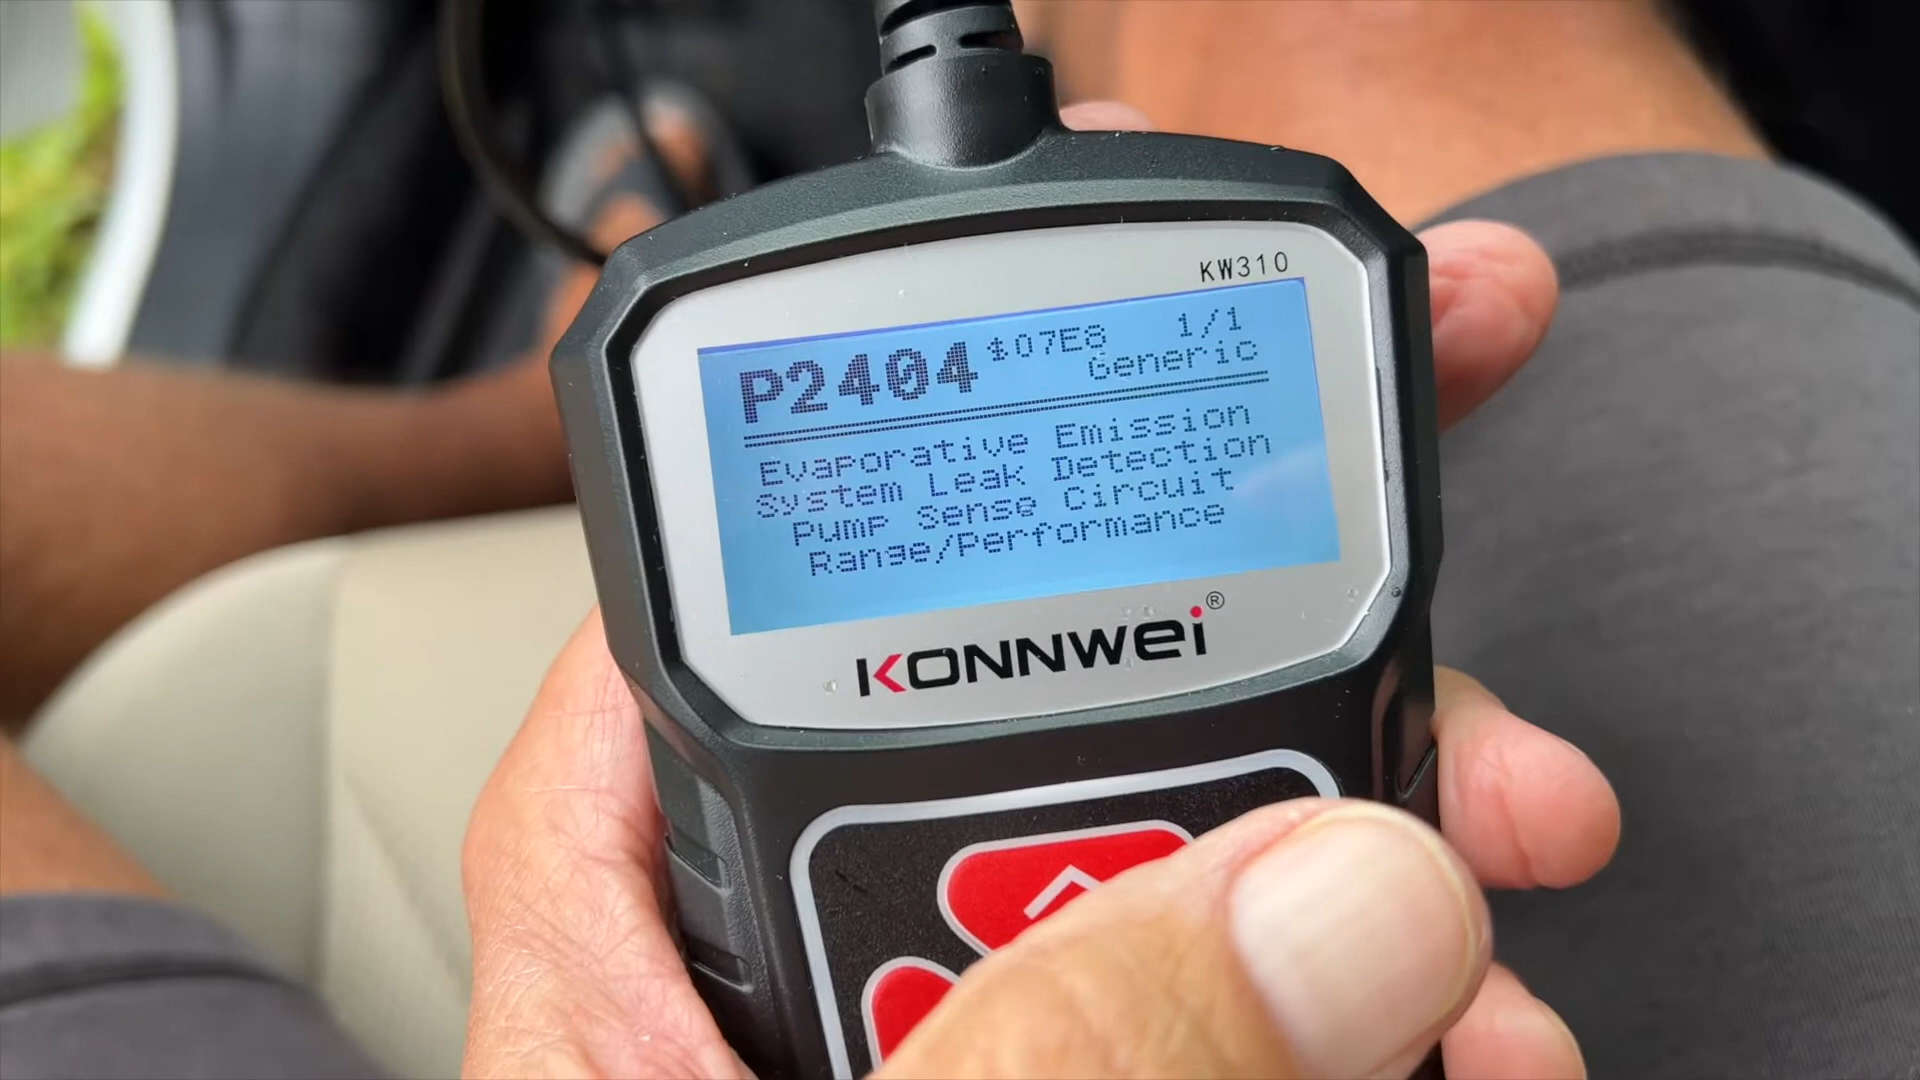 KW310
P2404 $07E8 1/1
Generic
Evaporative Emission
System Leak Detection
Pump Sense Circuit
Range/Performance
KONNWEI®